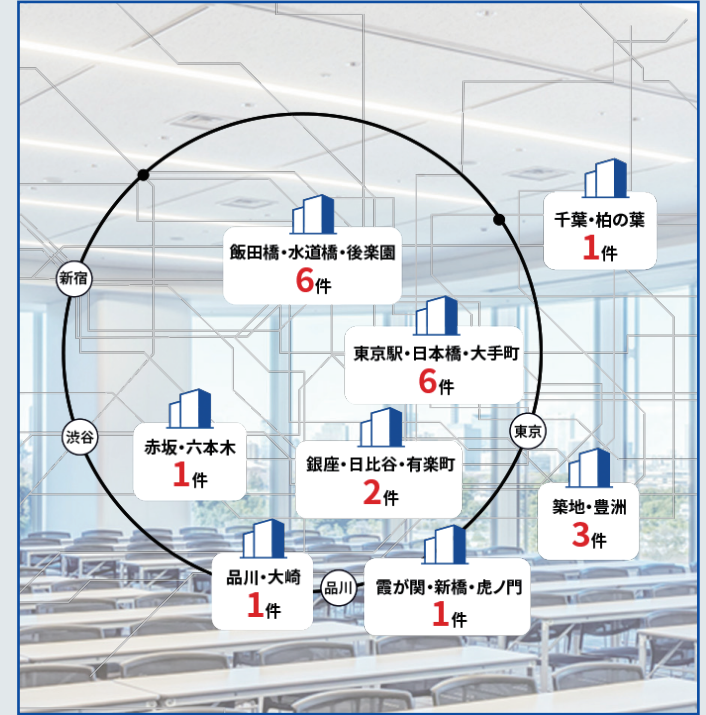 千葉・柏の葉
1件
飯田橋・水道橋・後楽園
6件
新宿
東京駅・日本橋・大手町
6件
渋谷
赤坂・六本木
1件
東京
銀座・日比谷・有楽町
2件
築地・豊洲
3件
品川・大崎
1件
品川
霞が関・新橋・虎ノ門
1件